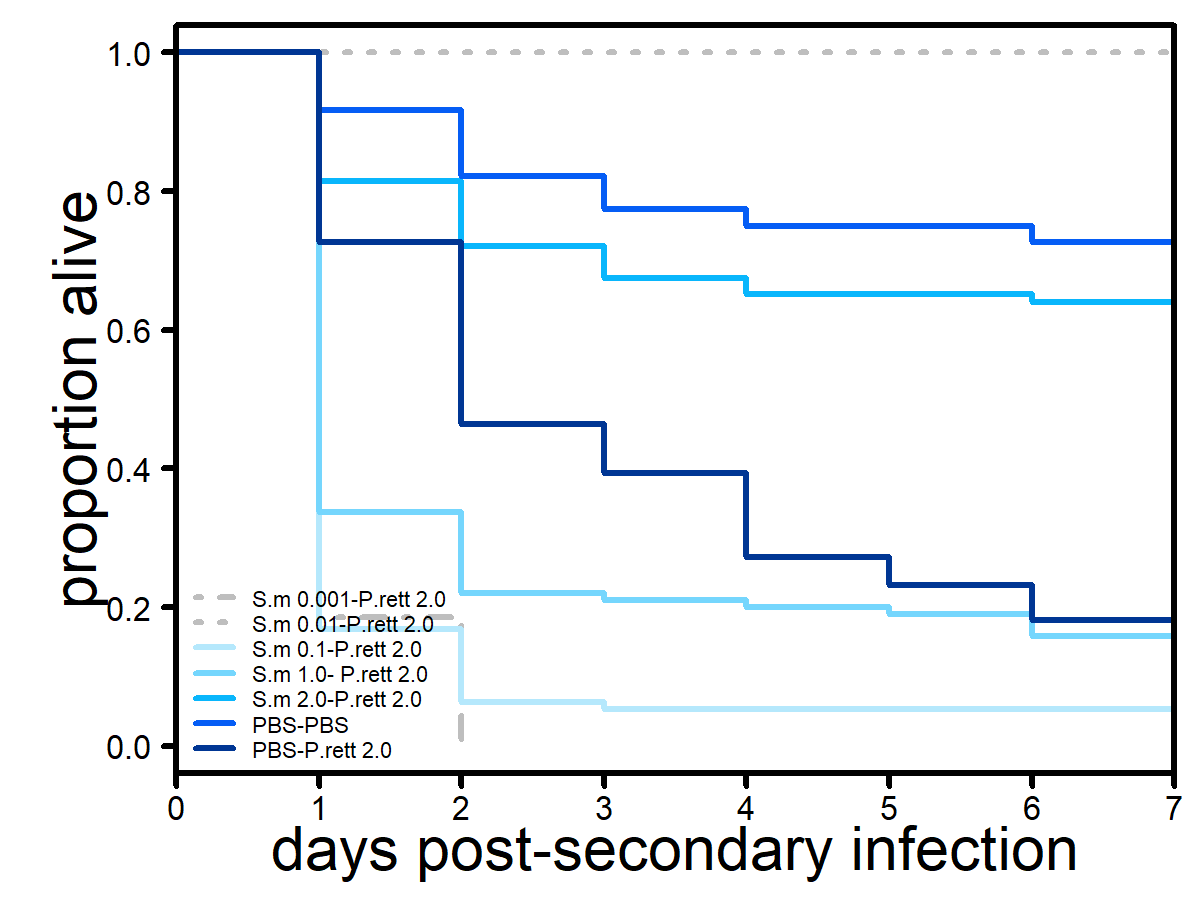 proportion alive
1.0
0.8
0.6
0.4
0.2
0.0
S.m 0.001-P.rett 2.0
S.m 0.01-P.rett 2.0
S.m 0.1-P.rett 2.0
S.m 1.0- P.rett 2.0
S.m 2.0-P.rett 2.0
PBS-PBS
PBS-P.rett 2.0
0 1 2 3 4 5 6 7
days post-secondary infection